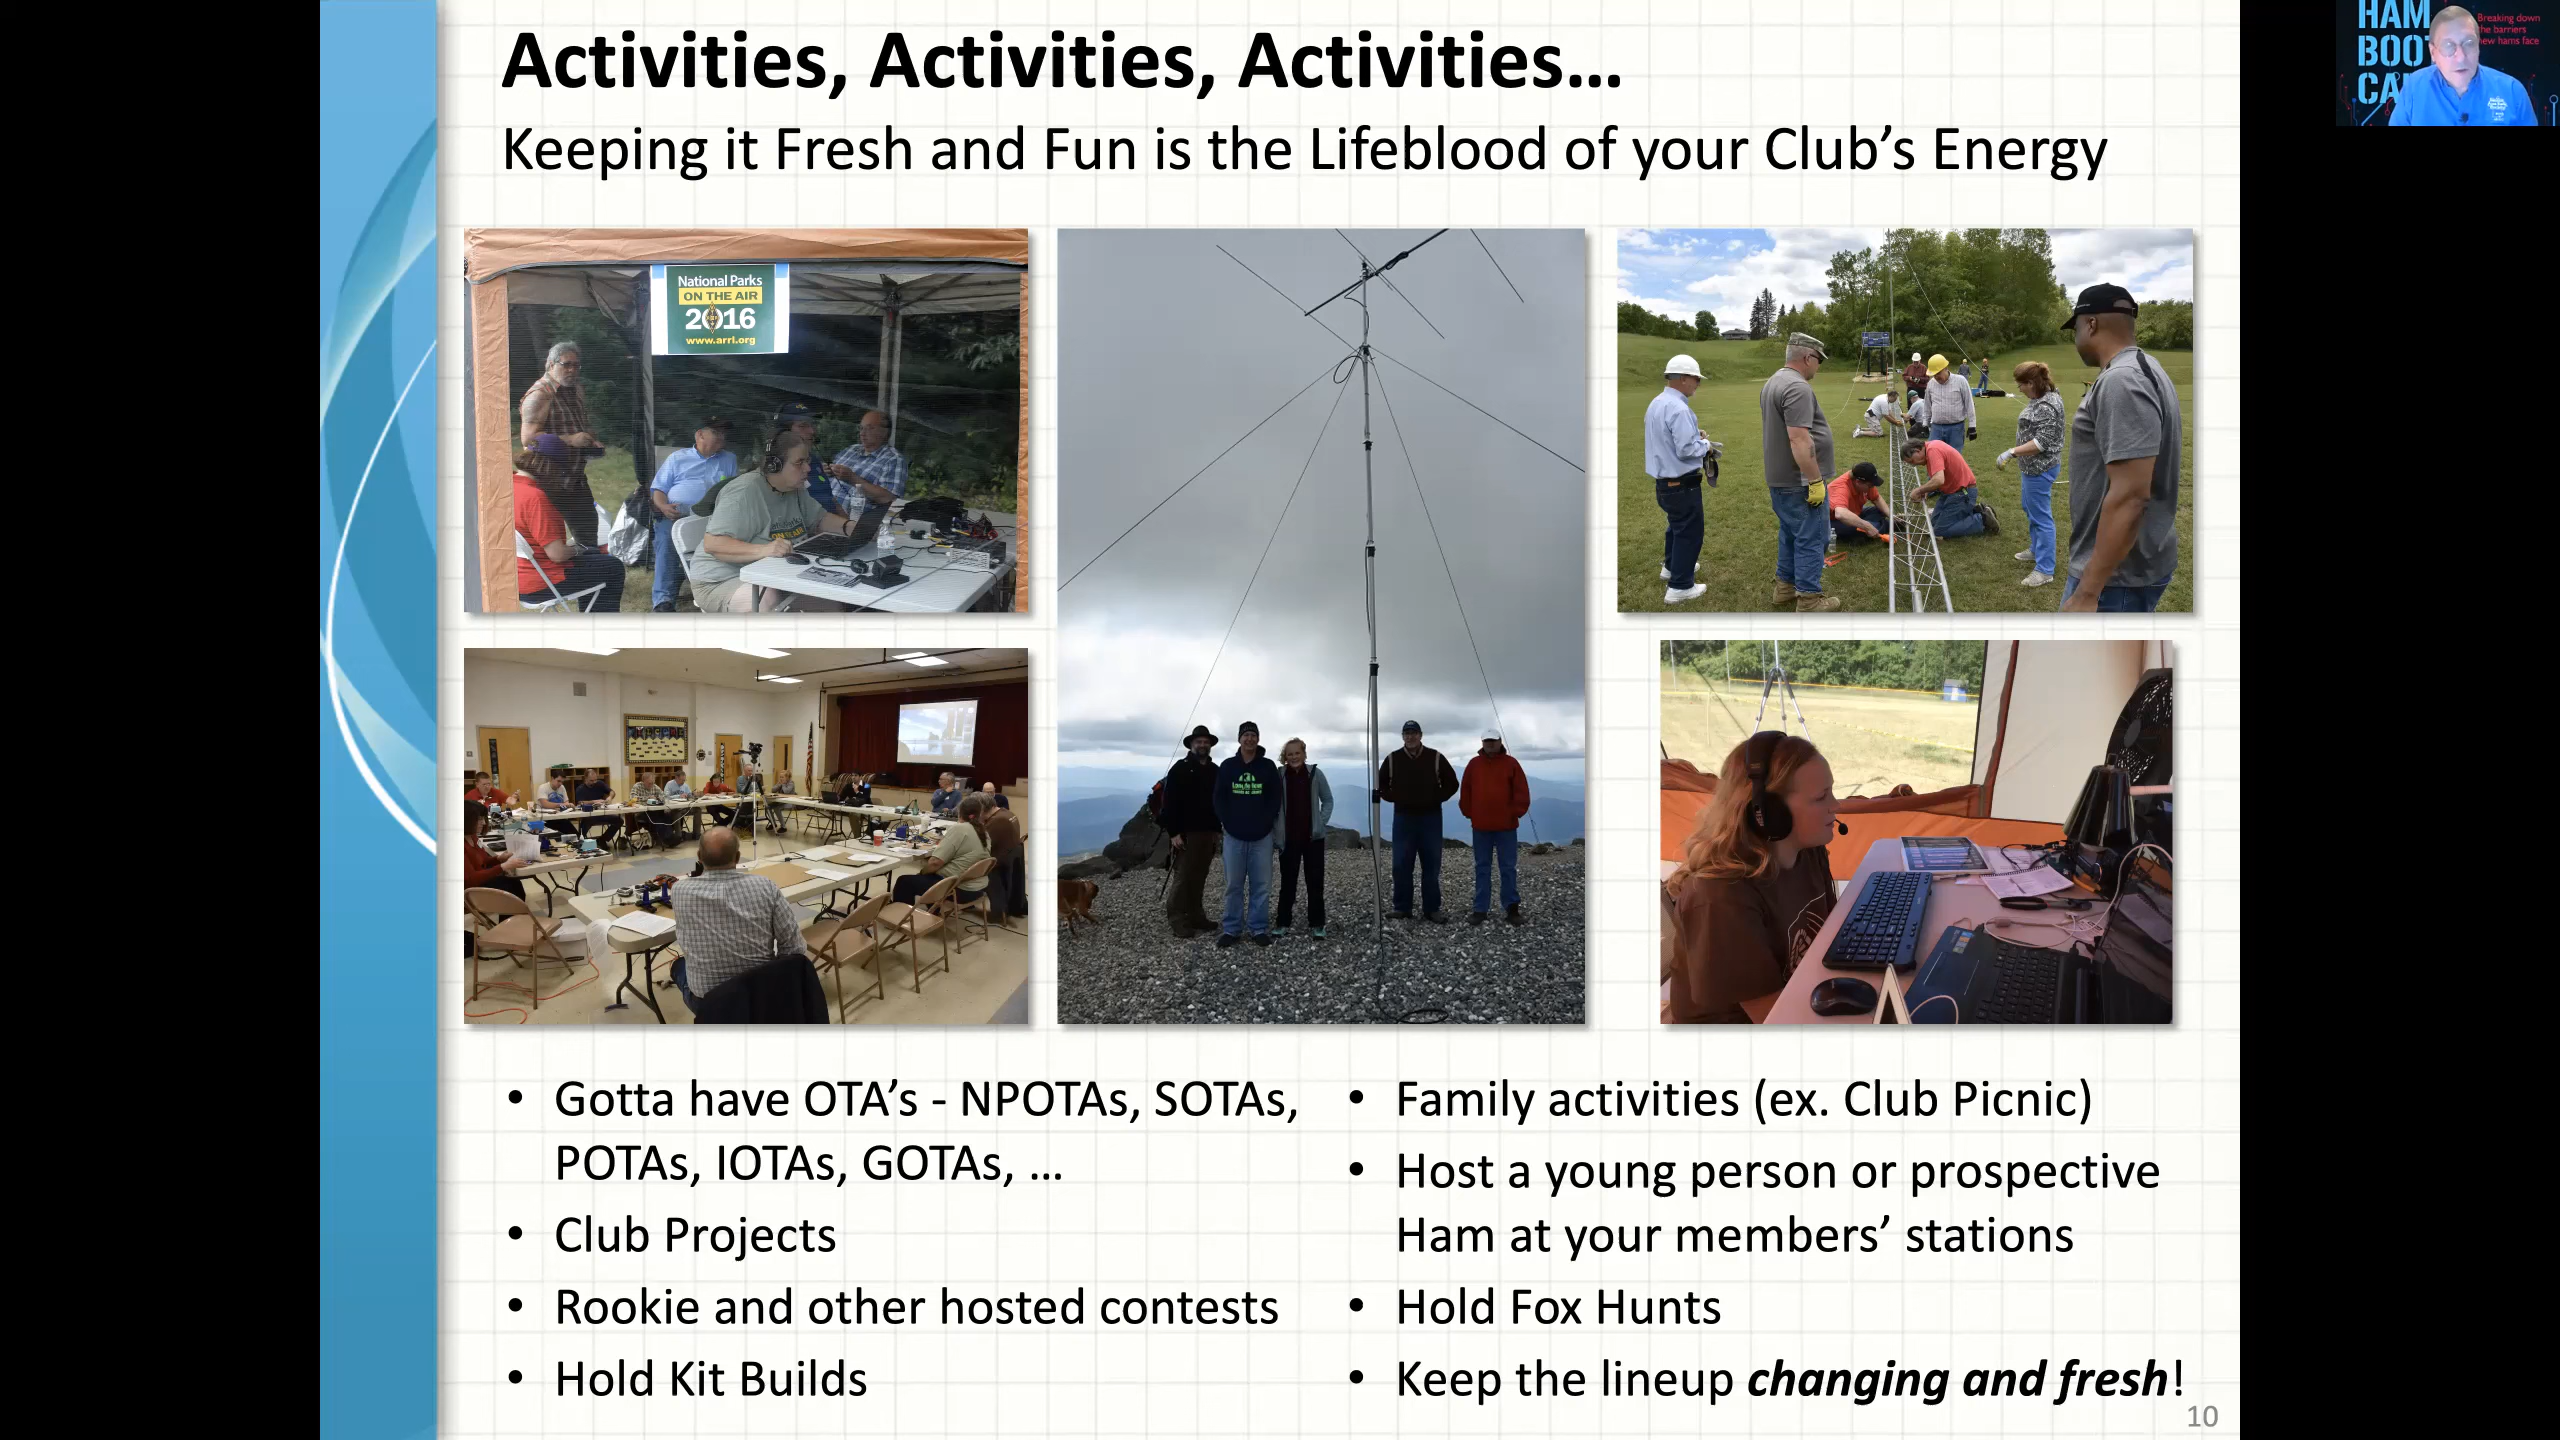 Activities, Activities, Activities…
Keeping it Fresh and Fun is the Lifeblood of your Club’s Energy
HAM
BOO
CA
Breaking down
the barriers
new hams face
National Parks
ON THE AIR
2016
www.arrl.org
• Gotta have OTA’s - NPOTAs, SOTAs,
POTAs, IOTAs, GOTAs, …
• Club Projects
• Rookie and other hosted contests
• Hold Kit Builds
• Family activities (ex. Club Picnic)
• Host a young person or prospective
Ham at your members’ stations
• Hold Fox Hunts
• Keep the lineup changing and fresh!
10